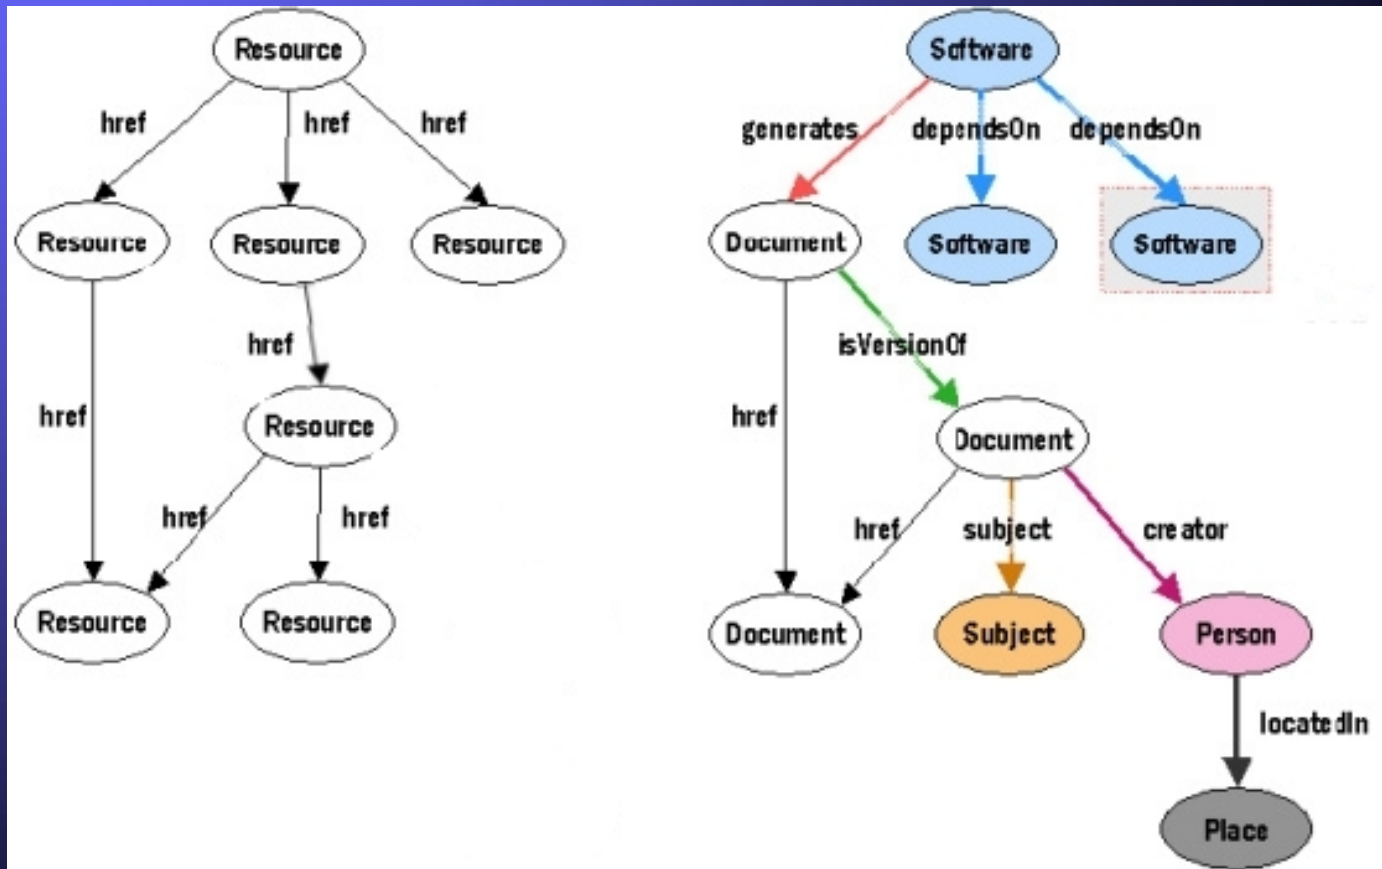 Resource
href
href
href
Resource
Resource
Resource
href
href
Resource
href
href
Resource
Resource
Software
generates
dependsOn
dependsOn
Document
Software
Software
isVersionOf
href
Document
href
subject
creator
Document
Subject
Person
locatedIn
Place